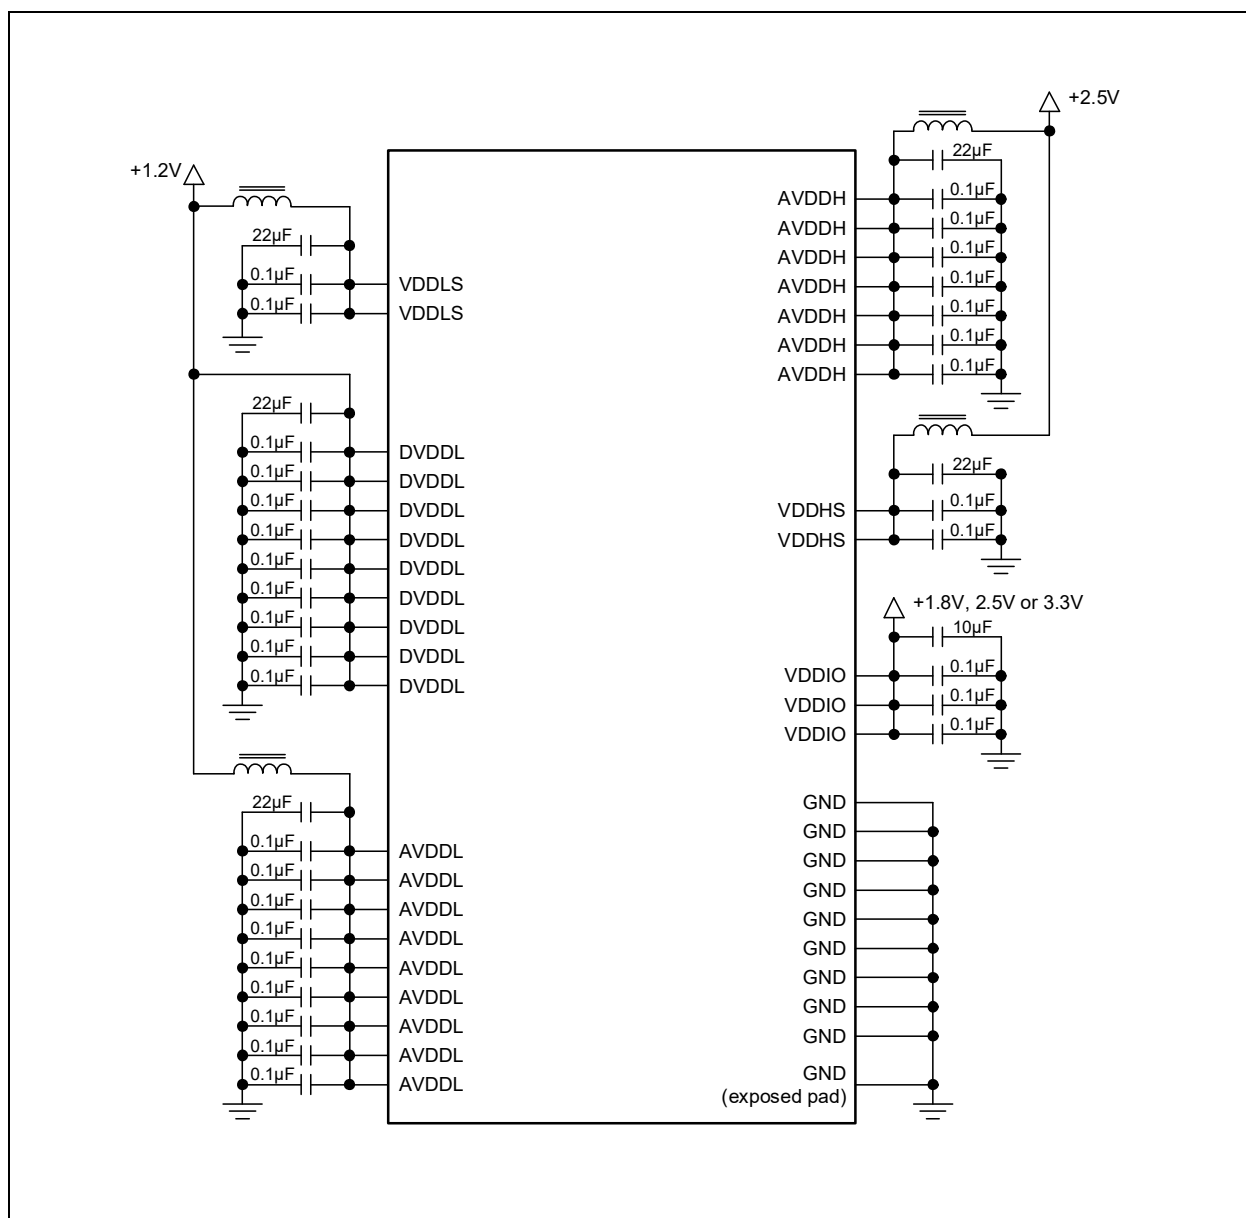 +2.5V
22µF
AVDDH 0.1µF
AVDDH 0.1µF
AVDDH 0.1µF
AVDDH 0.1µF
AVDDH 0.1µF
AVDDH 0.1µF
AVDDH 0.1µF
22µF
VDDHS 0.1µF
VDDHS 0.1µF
+1.8V, 2.5V or 3.3V
10µF
VDDIO 0.1µF
VDDIO 0.1µF
VDDIO 0.1µF
GND
GND
GND
GND
GND
GND
GND
GND
GND
GND
(exposed pad)
+1.2V
22µF
0.1µF VDDLS
0.1µF VDDLS
22µF
0.1µF DVDDL
0.1µF DVDDL
0.1µF DVDDL
0.1µF DVDDL
0.1µF DVDDL
0.1µF DVDDL
0.1µF DVDDL
0.1µF DVDDL
0.1µF DVDDL
22µF
0.1µF AVDDL
0.1µF AVDDL
0.1µF AVDDL
0.1µF AVDDL
0.1µF AVDDL
0.1µF AVDDL
0.1µF AVDDL
0.1µF AVDDL
0.1µF AVDDL